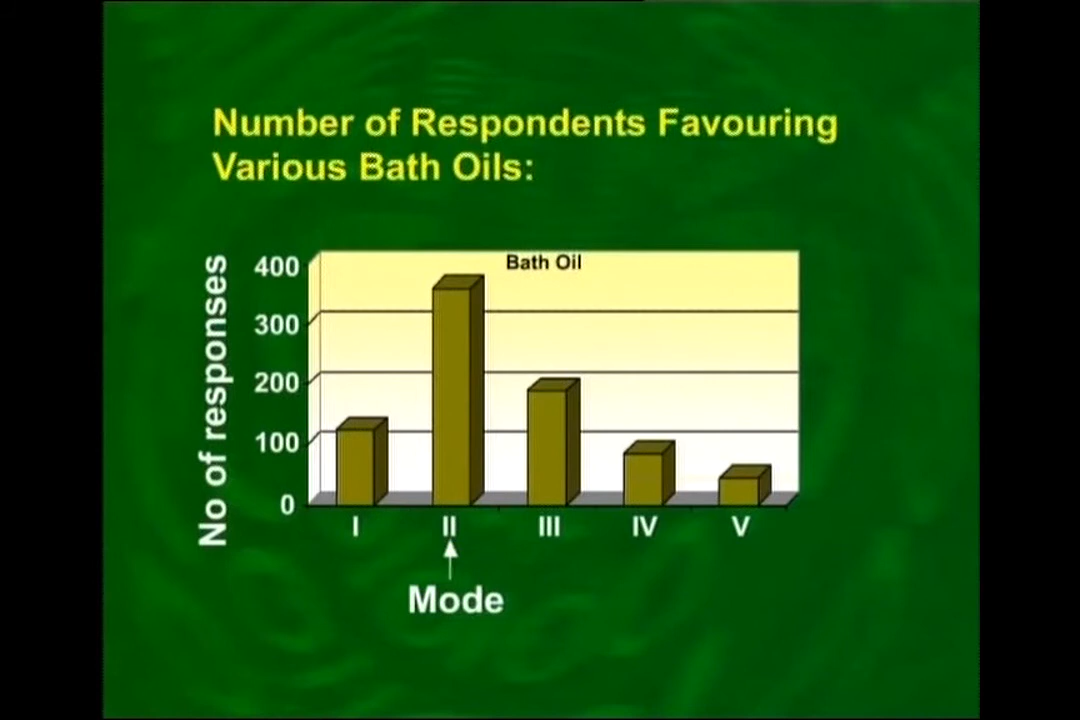 Number of Respondents Favouring
Various Bath Oils:
Bath Oil
No of responses
400
300
200
100
0
I II III IV V
Mode